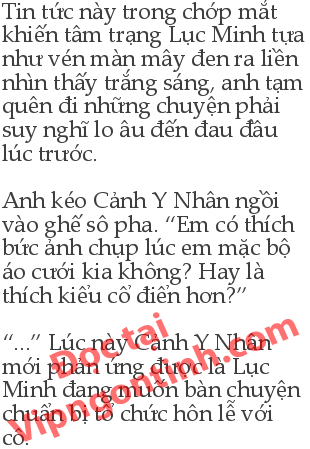 Tin tức này trong chớp mắt
khiến tâm trạng Lục Minh tựa
như vén màn mây đen ra liền
nhìn thấy trắng sáng, anh tạm
quên đi những chuyện phải
suy nghĩ lo âu đến đau đầu
lúc trước.
Anh kéo Cảnh Y Nhân ngồi
vào ghế sô pha. “Em có thích
bức ảnh chụp lúc em mặc bộ
áo cưới kia không? Hay là
thích kiểu cổ điển hơn?”
“...” Lúc này Cảnh Y Nhân
mới phản ứng được là Lục
Minh đang muốn bàn chuyện
chuẩn bị tổ chức hôn lễ với
cô.
Doctai
Vipngontinh.com